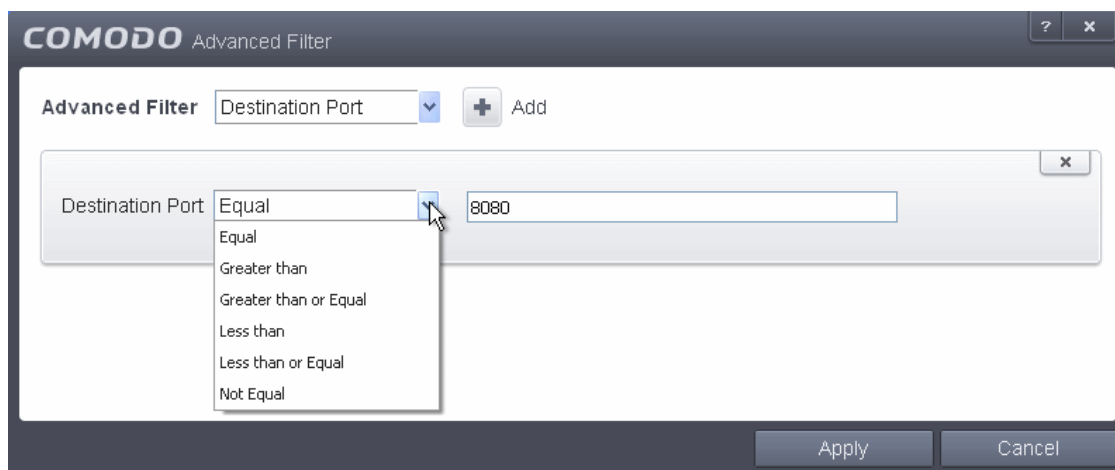 COMODO Advanced Filter ? x
Advanced Filter Destination Port + Add
x
Destination Port Equal 8080
Equal
Greater than
Greater than or Equal
Less than
Less than or Equal
Not Equal
Apply Cancel